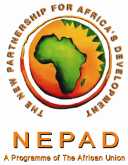 THE NEW PARTNERSHIP FOR AFRICA'S DEVELOPMENT
NEPAD
A Programme of The African Union